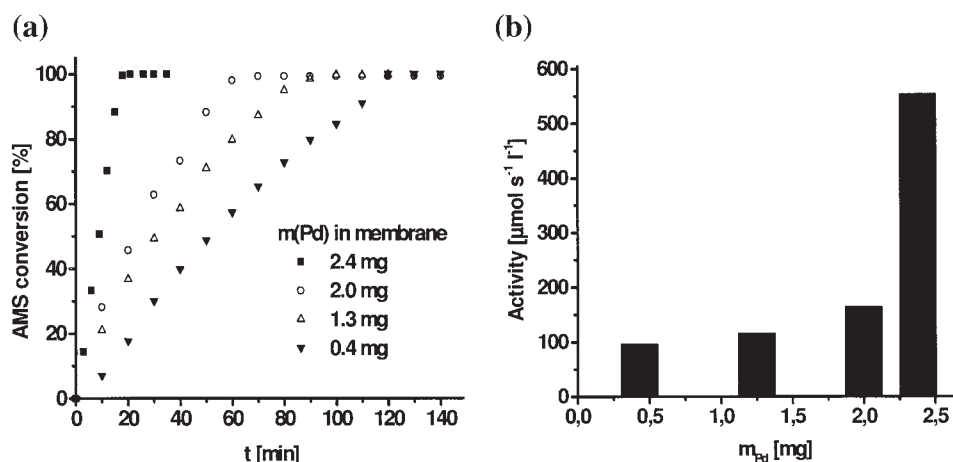 (a)
AMS conversion [%]
100
80
60
40
20
0
0 20 40 60 80 100 120 140
t [min]
m(Pd) in membrane
2.4 mg
2.0 mg
1.3 mg
0.4 mg
(b)
Activity [µmol s⁻¹ l⁻¹]
600
550
500
400
300
200
100
0
0,0 0,5 1,0 1,5 2,0 2,5
m_Pd [mg]